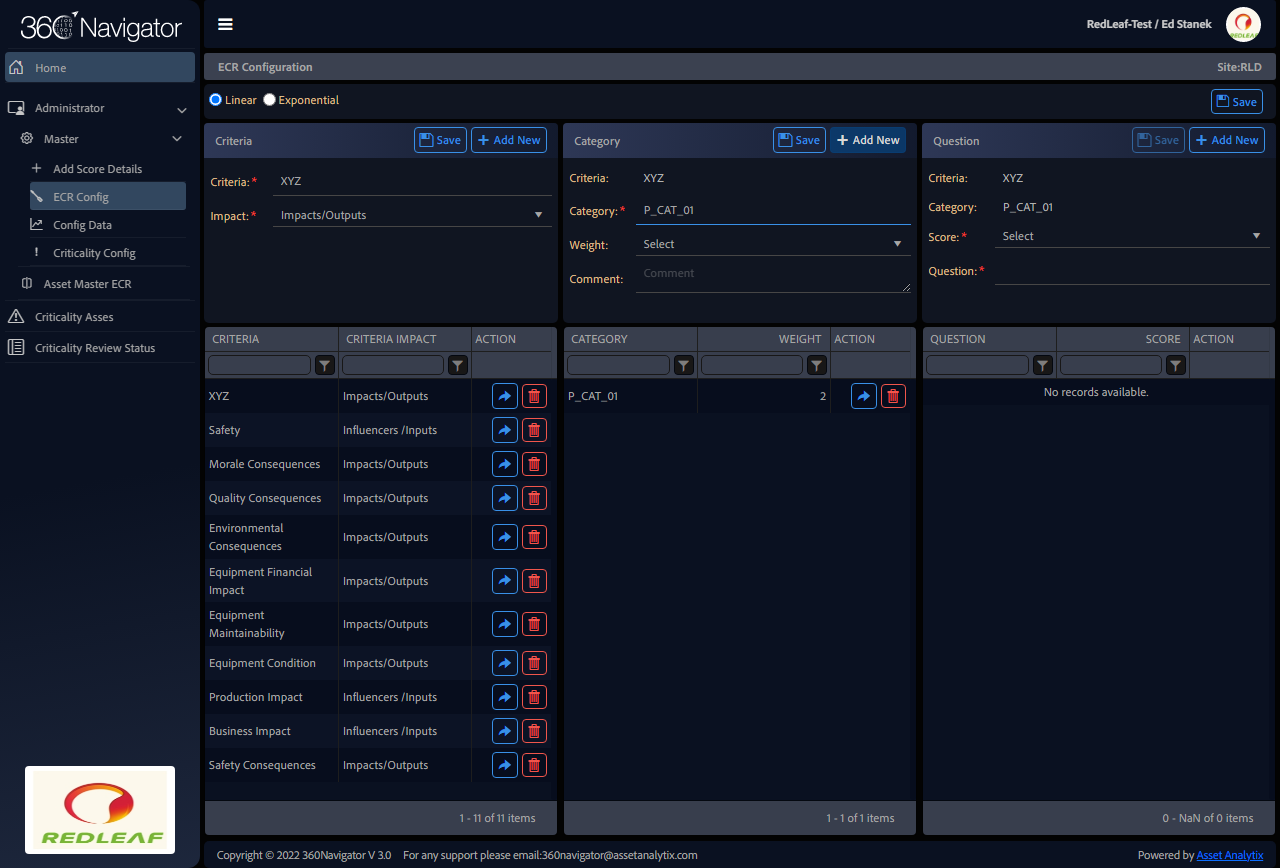 360 Navigator
RedLeaf-Test / Ed Stanek
REDLEAF
Home
ECR Configuration
Site:RLD
Administrator
Linear
Exponential
Save
Master
Criteria
Save
Add New
Category
Save
Add New
Question
Save
Add New
Add Score Details
ECR Config
Config Data
Criticality Config
Asset Master ECR
Criticality Asses
Criticality Review Status
Criteria:*
XYZ
Impact:*
Impacts/Outputs
Criteria:
XYZ
Category:*
P_CAT_01
Weight:
Select
Comment:
Comment
Criteria:
XYZ
Category:
P_CAT_01
Score:*
Select
Question:*
CRITERIA
CRITERIA IMPACT
ACTION
XYZ
Impacts/Outputs
Safety
Influencers /Inputs
Morale Consequences
Impacts/Outputs
Quality Consequences
Impacts/Outputs
Environmental
Consequences
Impacts/Outputs
Equipment Financial
Impact
Impacts/Outputs
Equipment
Maintainability
Impacts/Outputs
Equipment Condition
Impacts/Outputs
Production Impact
Influencers /Inputs
Business Impact
Influencers /Inputs
Safety Consequences
Impacts/Outputs
1 - 11 of 11 items
CATEGORY
WEIGHT
ACTION
P_CAT_01
2
1 - 1 of 1 items
QUESTION
SCORE
ACTION
No records available.
0 - NaN of 0 items
REDLEAF
Copyright © 2022 360Navigator V 3.0
For any support please email:360navigator@assetanalytix.com
Powered by Asset Analytix